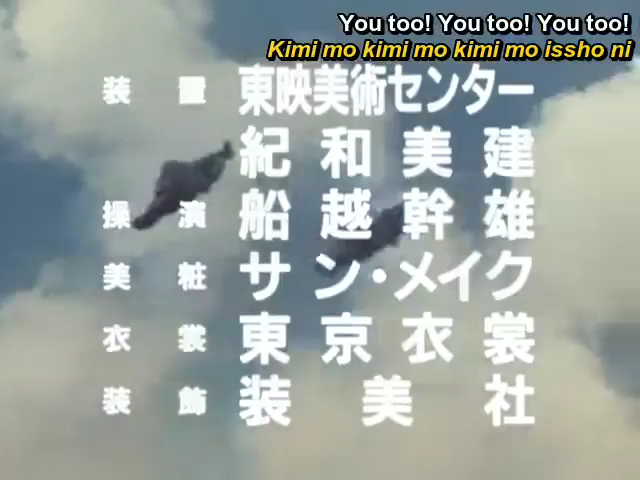 You too! You too! You too!
Kimi mo kimi mo kimi mo issho ni
装置 東映美術センター
紀和美建
操演 船越幹雄
美粧 サン・メイク
衣裳 東京衣裳
装飾 装美社